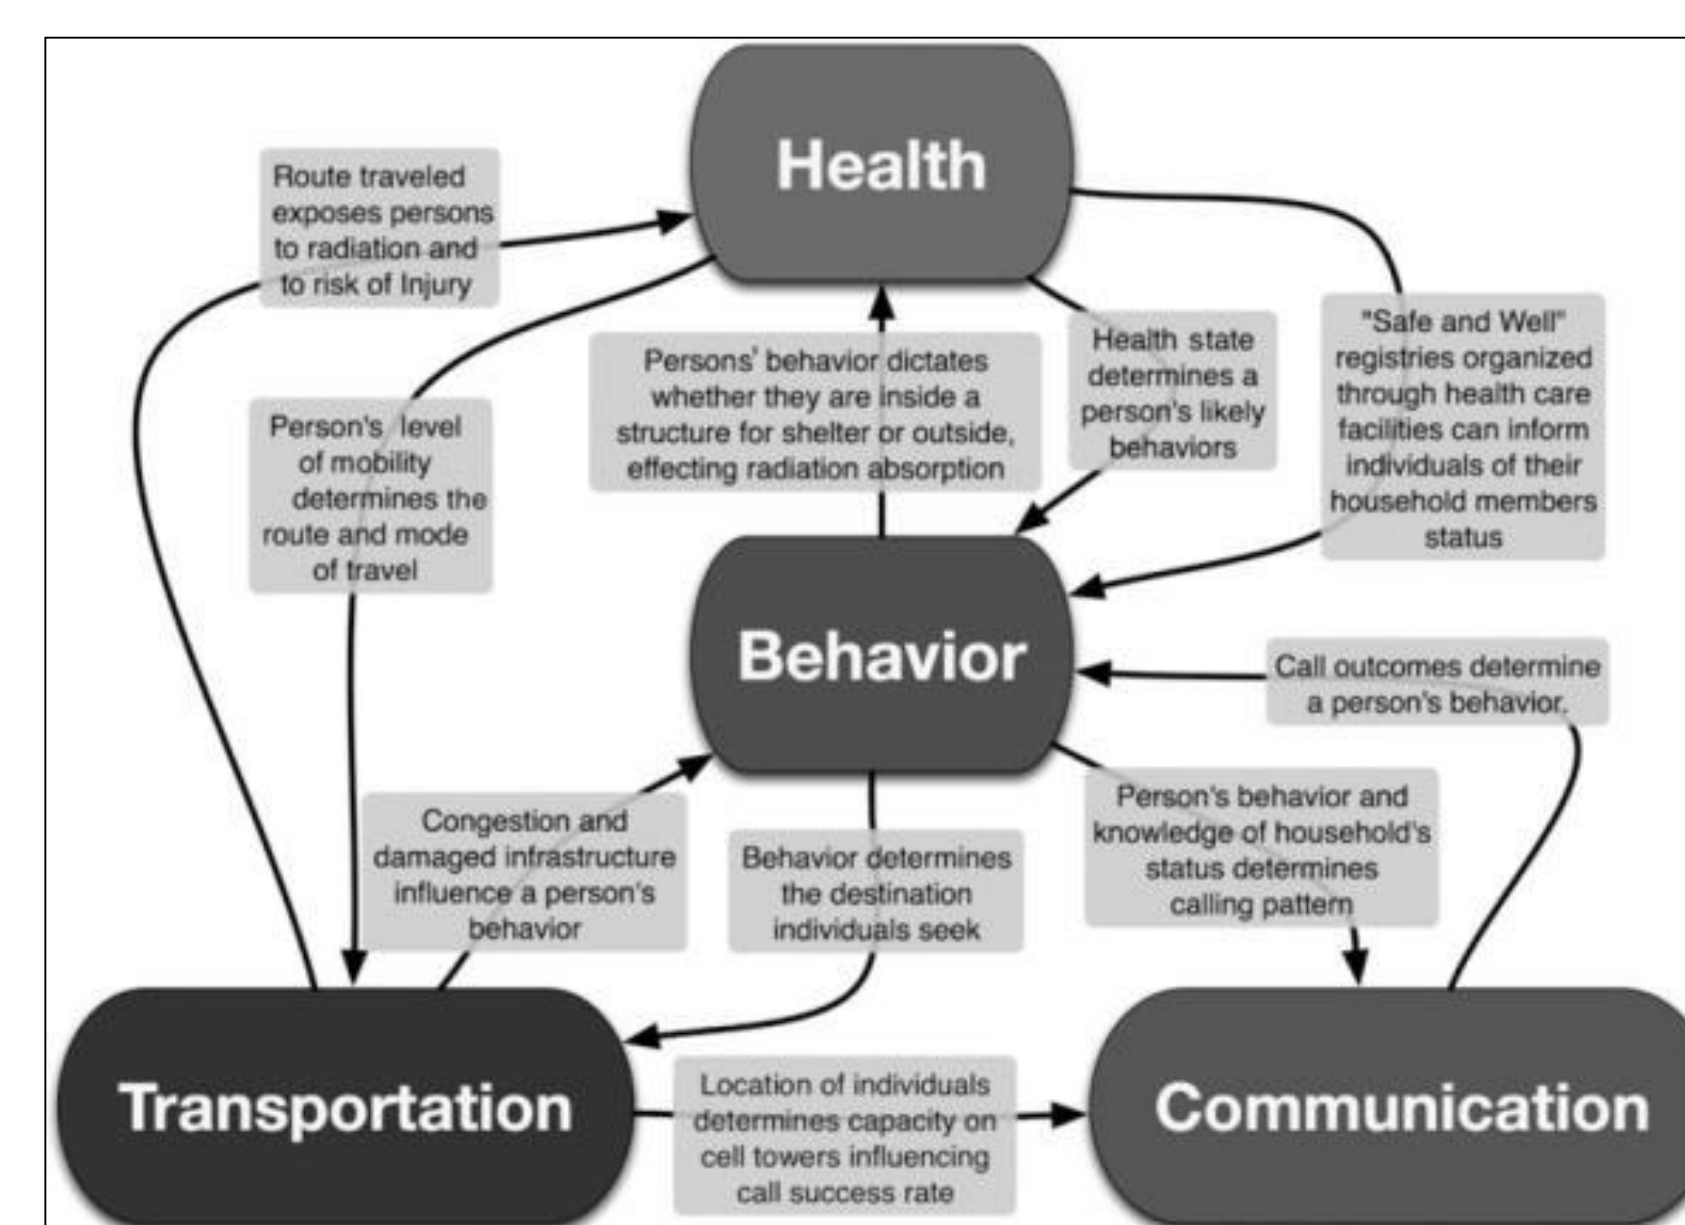 Health
Route traveled
exposes persons
to radiation and
to risk of Injury
Persons' behavior dictates
whether they are inside a
structure for shelter or outside,
effecting radiation absorption
Health state
determines a
person's likely
behaviors
"Safe and Well"
registries organized
through health care
facilities can inform
individuals of their
household members
status
Person's level
of mobility
determines the
route and mode
of travel
Behavior
Call outcomes determine
a person's behavior.
Congestion and
damaged infrastructure
influence a person's
behavior
Behavior determines
the destination
individuals seek
Person's behavior and
knowledge of household's
status determines
calling pattern
Transportation
Location of individuals
determines capacity on
cell towers influencing
call success rate
Communication